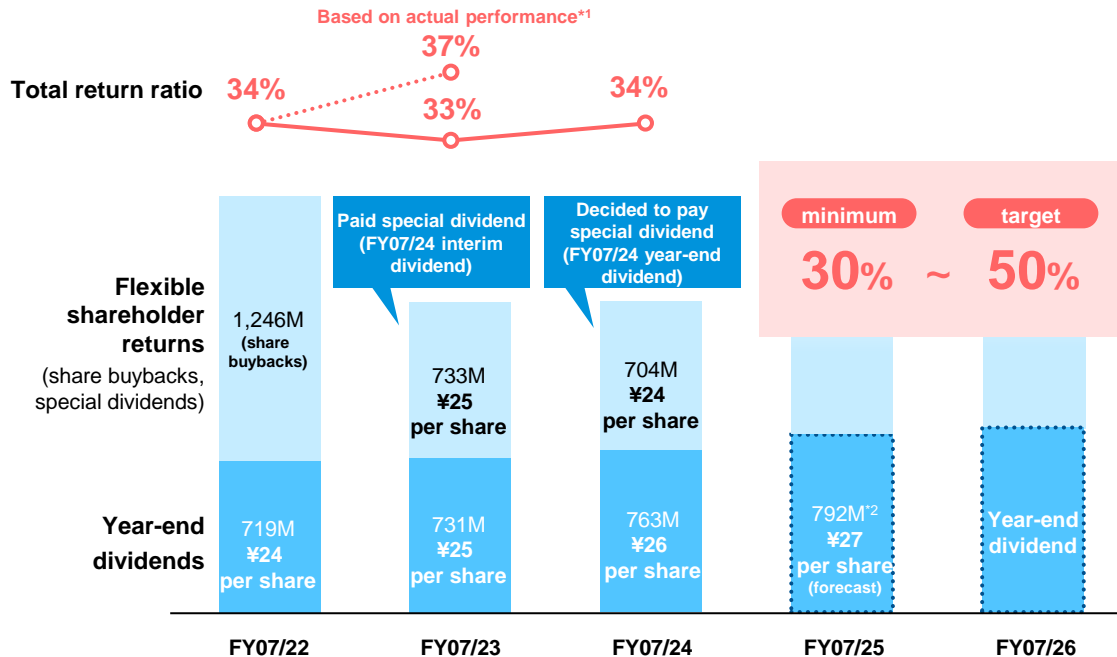 Based on actual performance*1
37%
Total return ratio
34%
33%
34%
Paid special dividend
(FY07/24 interim
dividend)
Decided to pay
special dividend
(FY07/24 year-end
dividend)
minimum
target
30%
~
50%
Flexible
shareholder
returns
(share buybacks,
special dividends)
1,246M
(share
buybacks)
733M
¥25
per share
704M
¥24
per share
Year-end
dividends
719M
¥24
per share
731M
¥25
per share
763M
¥26
per share
792M*2
¥27
per share
(forecast)
Year-end
dividend
FY07/22
FY07/23
FY07/24
FY07/25
FY07/26